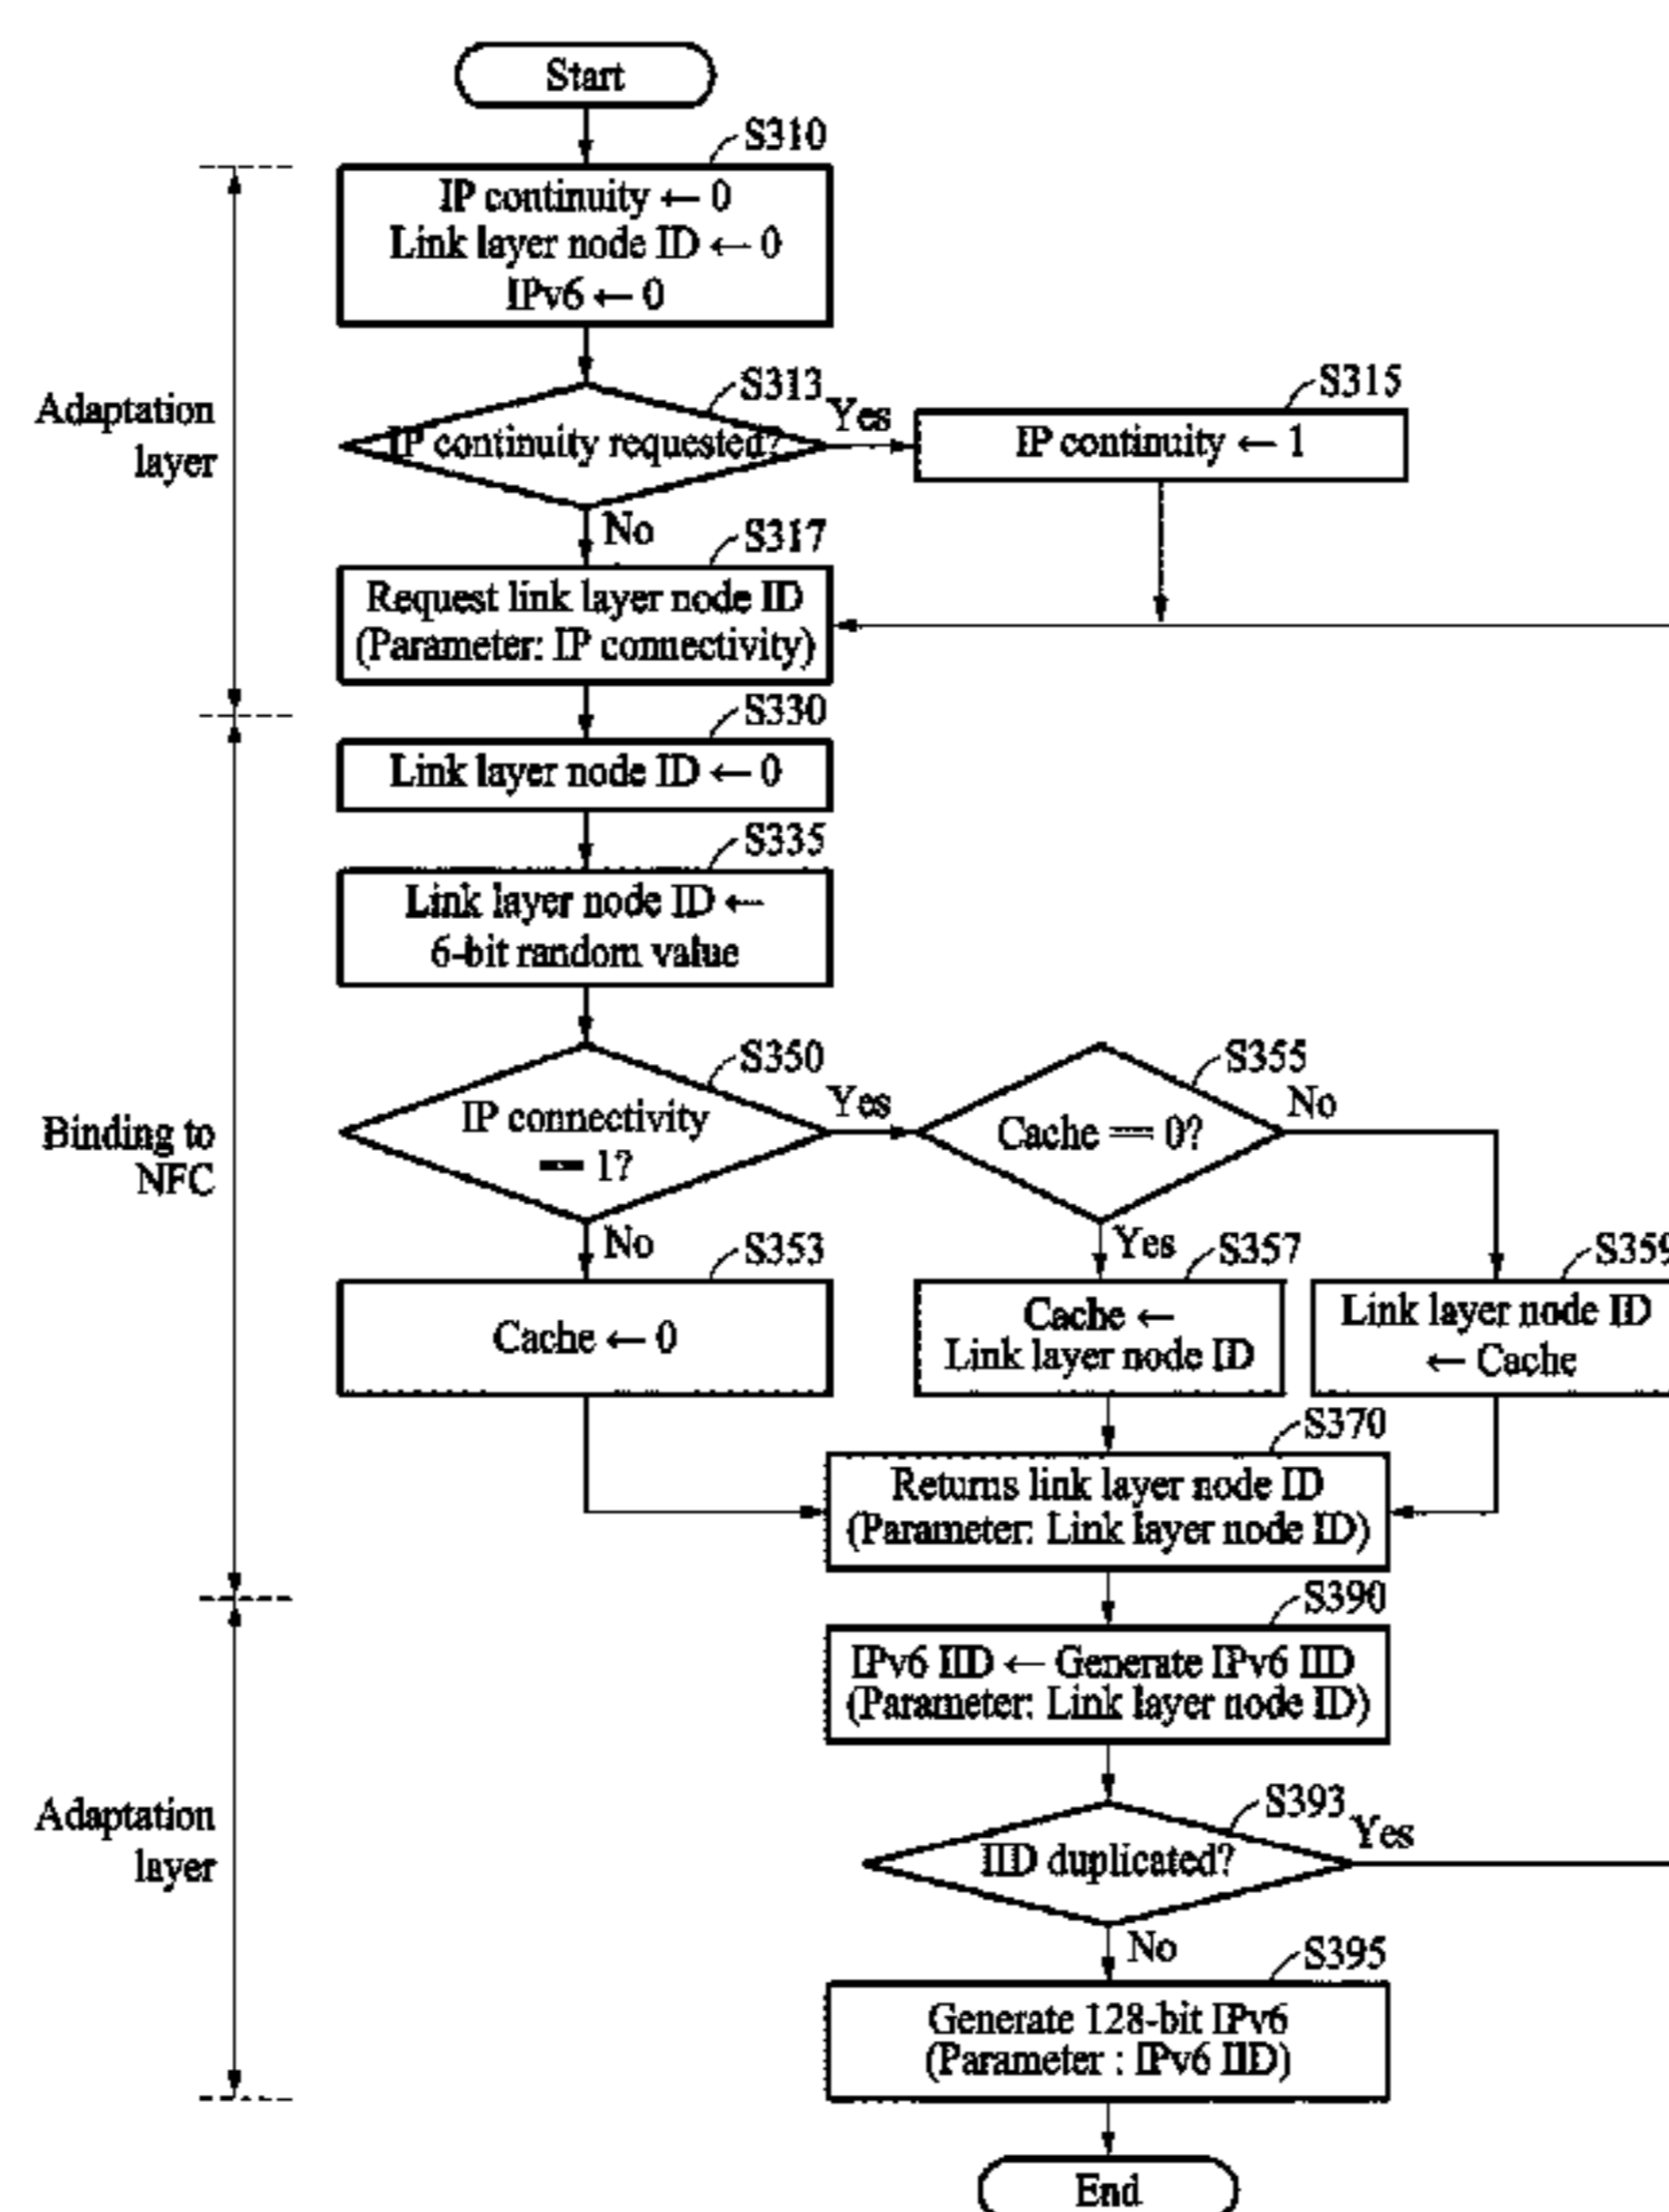 Start
S310
IP continuity ← 0
Link layer node ID ← 0
IPv6 ← 0
S313
IP continuity requested?
Yes
S315
IP continuity ← 1
Adaptation
layer
No
S317
Request link layer node ID
(Parameter: IP connectivity)
S330
Link layer node ID ← 0
S335
Link layer node ID ←
6-bit random value
S350
IP connectivity
== 1?
Yes
S355
Cache == 0?
No
Binding to
NFC
No
S353
Cache ← 0
Yes
S357
Cache ←
Link layer node ID
S359
Link layer node ID
← Cache
S370
Returns link layer node ID
(Parameter: Link layer node ID)
S390
IPv6 IID ← Generate IPv6 IID
(Parameter: Link layer node ID)
Adaptation
layer
S393
IID duplicated?
Yes
No
S395
Generate 128-bit IPv6
(Parameter : IPv6 IID)
End